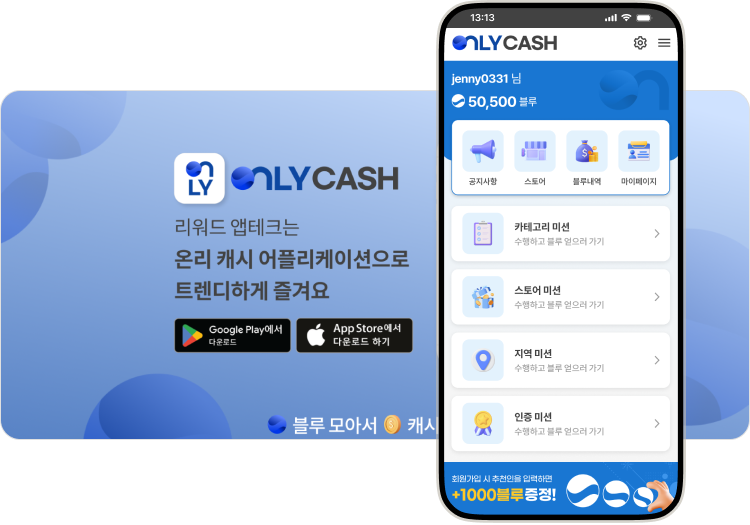 ONLY CASH
리워드 앱테크는
온리 캐시 어플리케이션으로
트렌디하게 즐겨요
Google Play에서
다운로드
App Store에서
다운로드 하기
블루 모아서 캐시
13:13
ONLY CASH
jenny0331 님
50,500 블루
공지사항 스토어 블루내역 마이페이지
카테고리 미션
수행하고 블루 얻으러 가기
스토어 미션
수행하고 블루 얻으러 가기
지역 미션
수행하고 블루 얻으러 가기
인증 미션
수행하고 블루 얻으러 가기
회원가입 시 추천인을 입력하면
+1000블루증정!